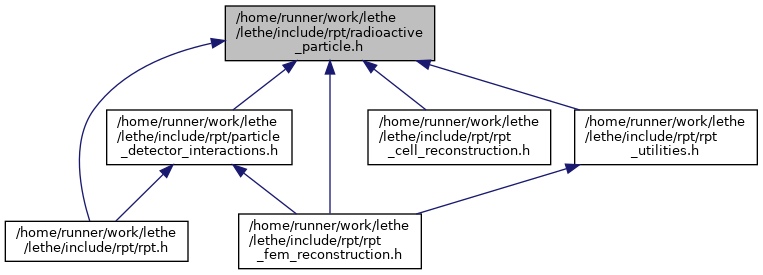 /home/runner/work/lethe
/lethe/include/rpt/radioactive
_particle.h
/home/runner/work/lethe
/lethe/include/rpt/particle
_detector_interactions.h
/home/runner/work/lethe
/lethe/include/rpt/rpt
_cell_reconstruction.h
/home/runner/work/lethe
/lethe/include/rpt/rpt
_utilities.h
/home/runner/work/lethe
/lethe/include/rpt/rpt.h
/home/runner/work/lethe
/lethe/include/rpt/rpt
_fem_reconstruction.h